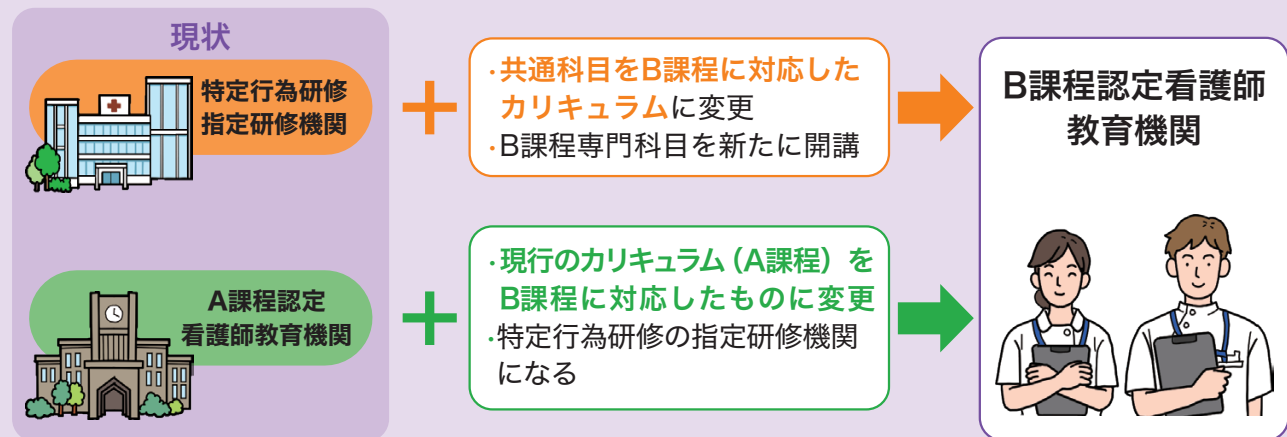 現状
特定行為研修
指定研修機関
＋
・共通科目をB課程に対応した
カリキュラムに変更
・B課程専門科目を新たに開講
B課程認定看護師
教育機関
A課程認定
看護師教育機関
＋
・現行のカリキュラム（A課程）を
B課程に対応したものに変更
・特定行為研修の指定研修機関
になる